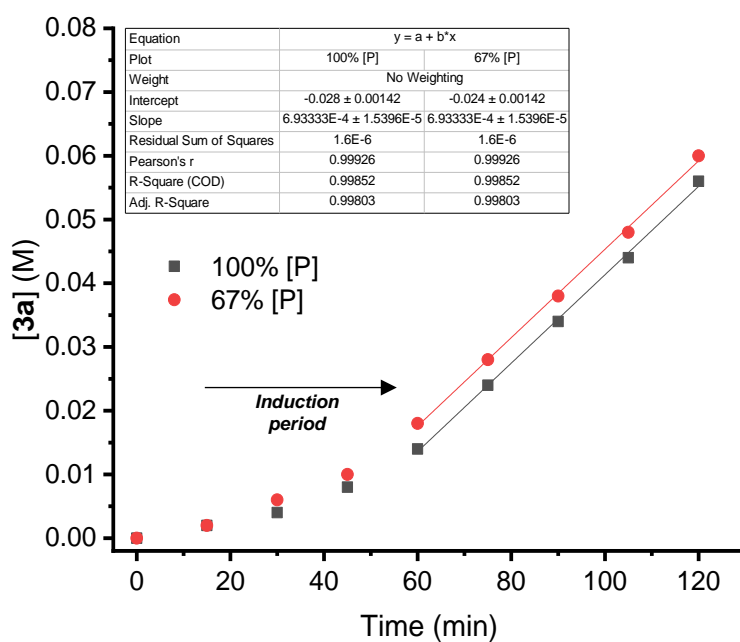 Equation y = a + b*x
Plot 100% [P] 67% [P]
Weight No Weighting
Intercept -0.028 ± 0.00142 -0.024 ± 0.00142
Slope 6.93333E-4 ± 1.5396E-5 6.93333E-4 ± 1.5396E-5
Residual Sum of Squares 1.6E-6 1.6E-6
Pearson's r 0.99926 0.99926
R-Square (COD) 0.99852 0.99852
Adj. R-Square 0.99803 0.99803
100% [P]
67% [P]
Induction
period
[3a] (M)
0.08
0.07
0.06
0.05
0.04
0.03
0.02
0.01
0.00
0 20 40 60 80 100 120
Time (min)